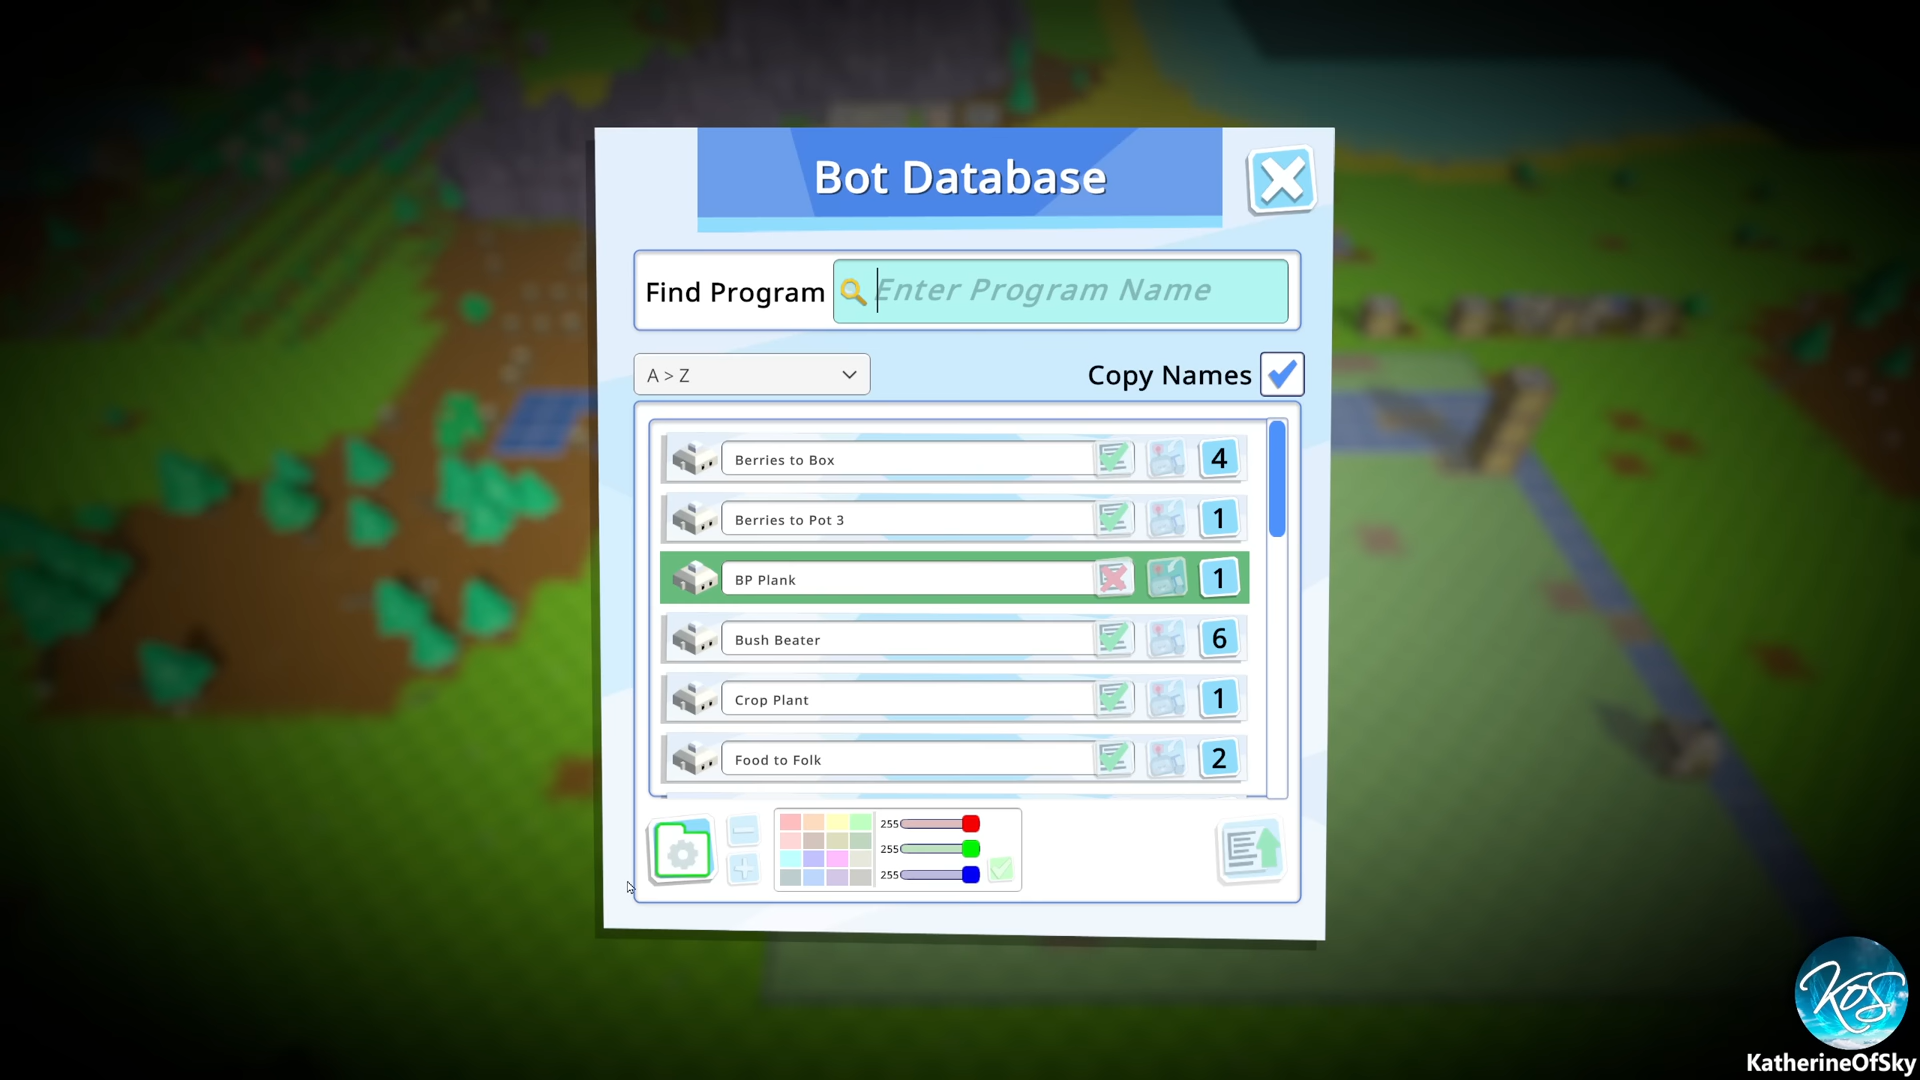 Bot Database
Find Program
Enter Program Name
A > Z
Copy Names
Berries to Box
4
Berries to Pot 3
1
BP Plank
1
Bush Beater
6
Crop Plant
1
Food to Folk
2
255
255
255
KOS
KatherineOfSky